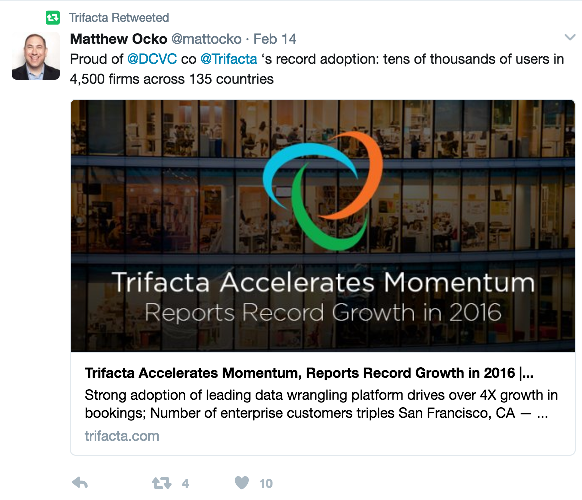 Trifacta Retweeted
Matthew Ocko @mattocko · Feb 14
Proud of @DCVC co @Trifacta ‘s record adoption: tens of thousands of users in
4,500 firms across 135 countries
Trifacta Accelerates Momentum
Reports Record Growth in 2016
Trifacta Accelerates Momentum, Reports Record Growth in 2016 |...
Strong adoption of leading data wrangling platform drives over 4X growth in
bookings; Number of enterprise customers triples San Francisco, CA — ...
trifacta.com
4 10